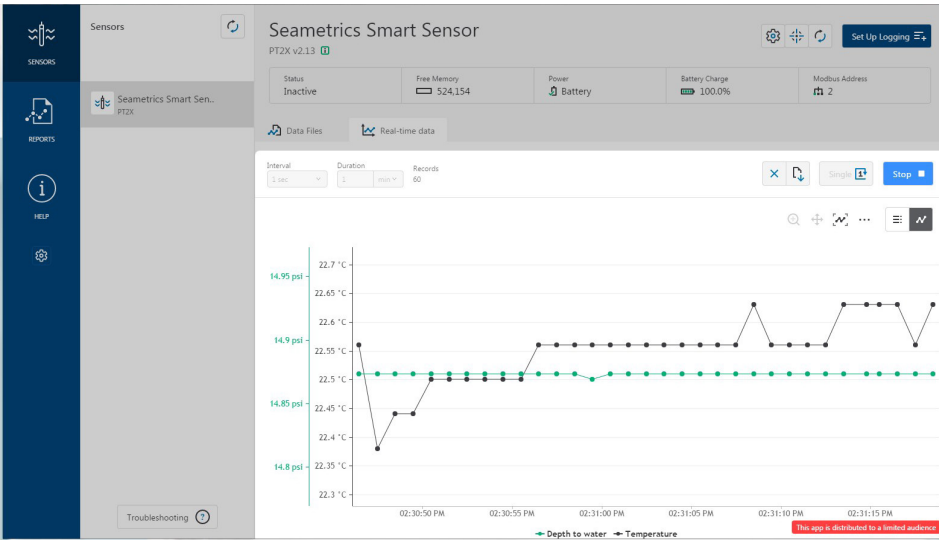 Sensors
Seametrics Smart Sensor
PT2X v2.13
Set Up Logging
SENSORS
Status
Free Memory
Power
Battery Charge
Modbus Address
Inactive
524,154
Battery
100.0%
2
Seametrics Smart Sen..
PT2X
REPORTS
Data Files
Real-time data
Interval
Duration
Records
1 sec
1
min
60
Single
1
Stop
HELP
14.95 psi
14.9 psi
14.85 psi
14.8 psi
22.7 °C
22.65 °C
22.6 °C
22.55 °C
22.5 °C
22.45 °C
22.4 °C
22.35 °C
22.3 °C
02:30:50 PM
02:30:55 PM
02:31:00 PM
02:31:05 PM
02:31:10 PM
02:31:15 PM
Depth to water
Temperature
Troubleshooting ?
This app is distributed to a limited audience